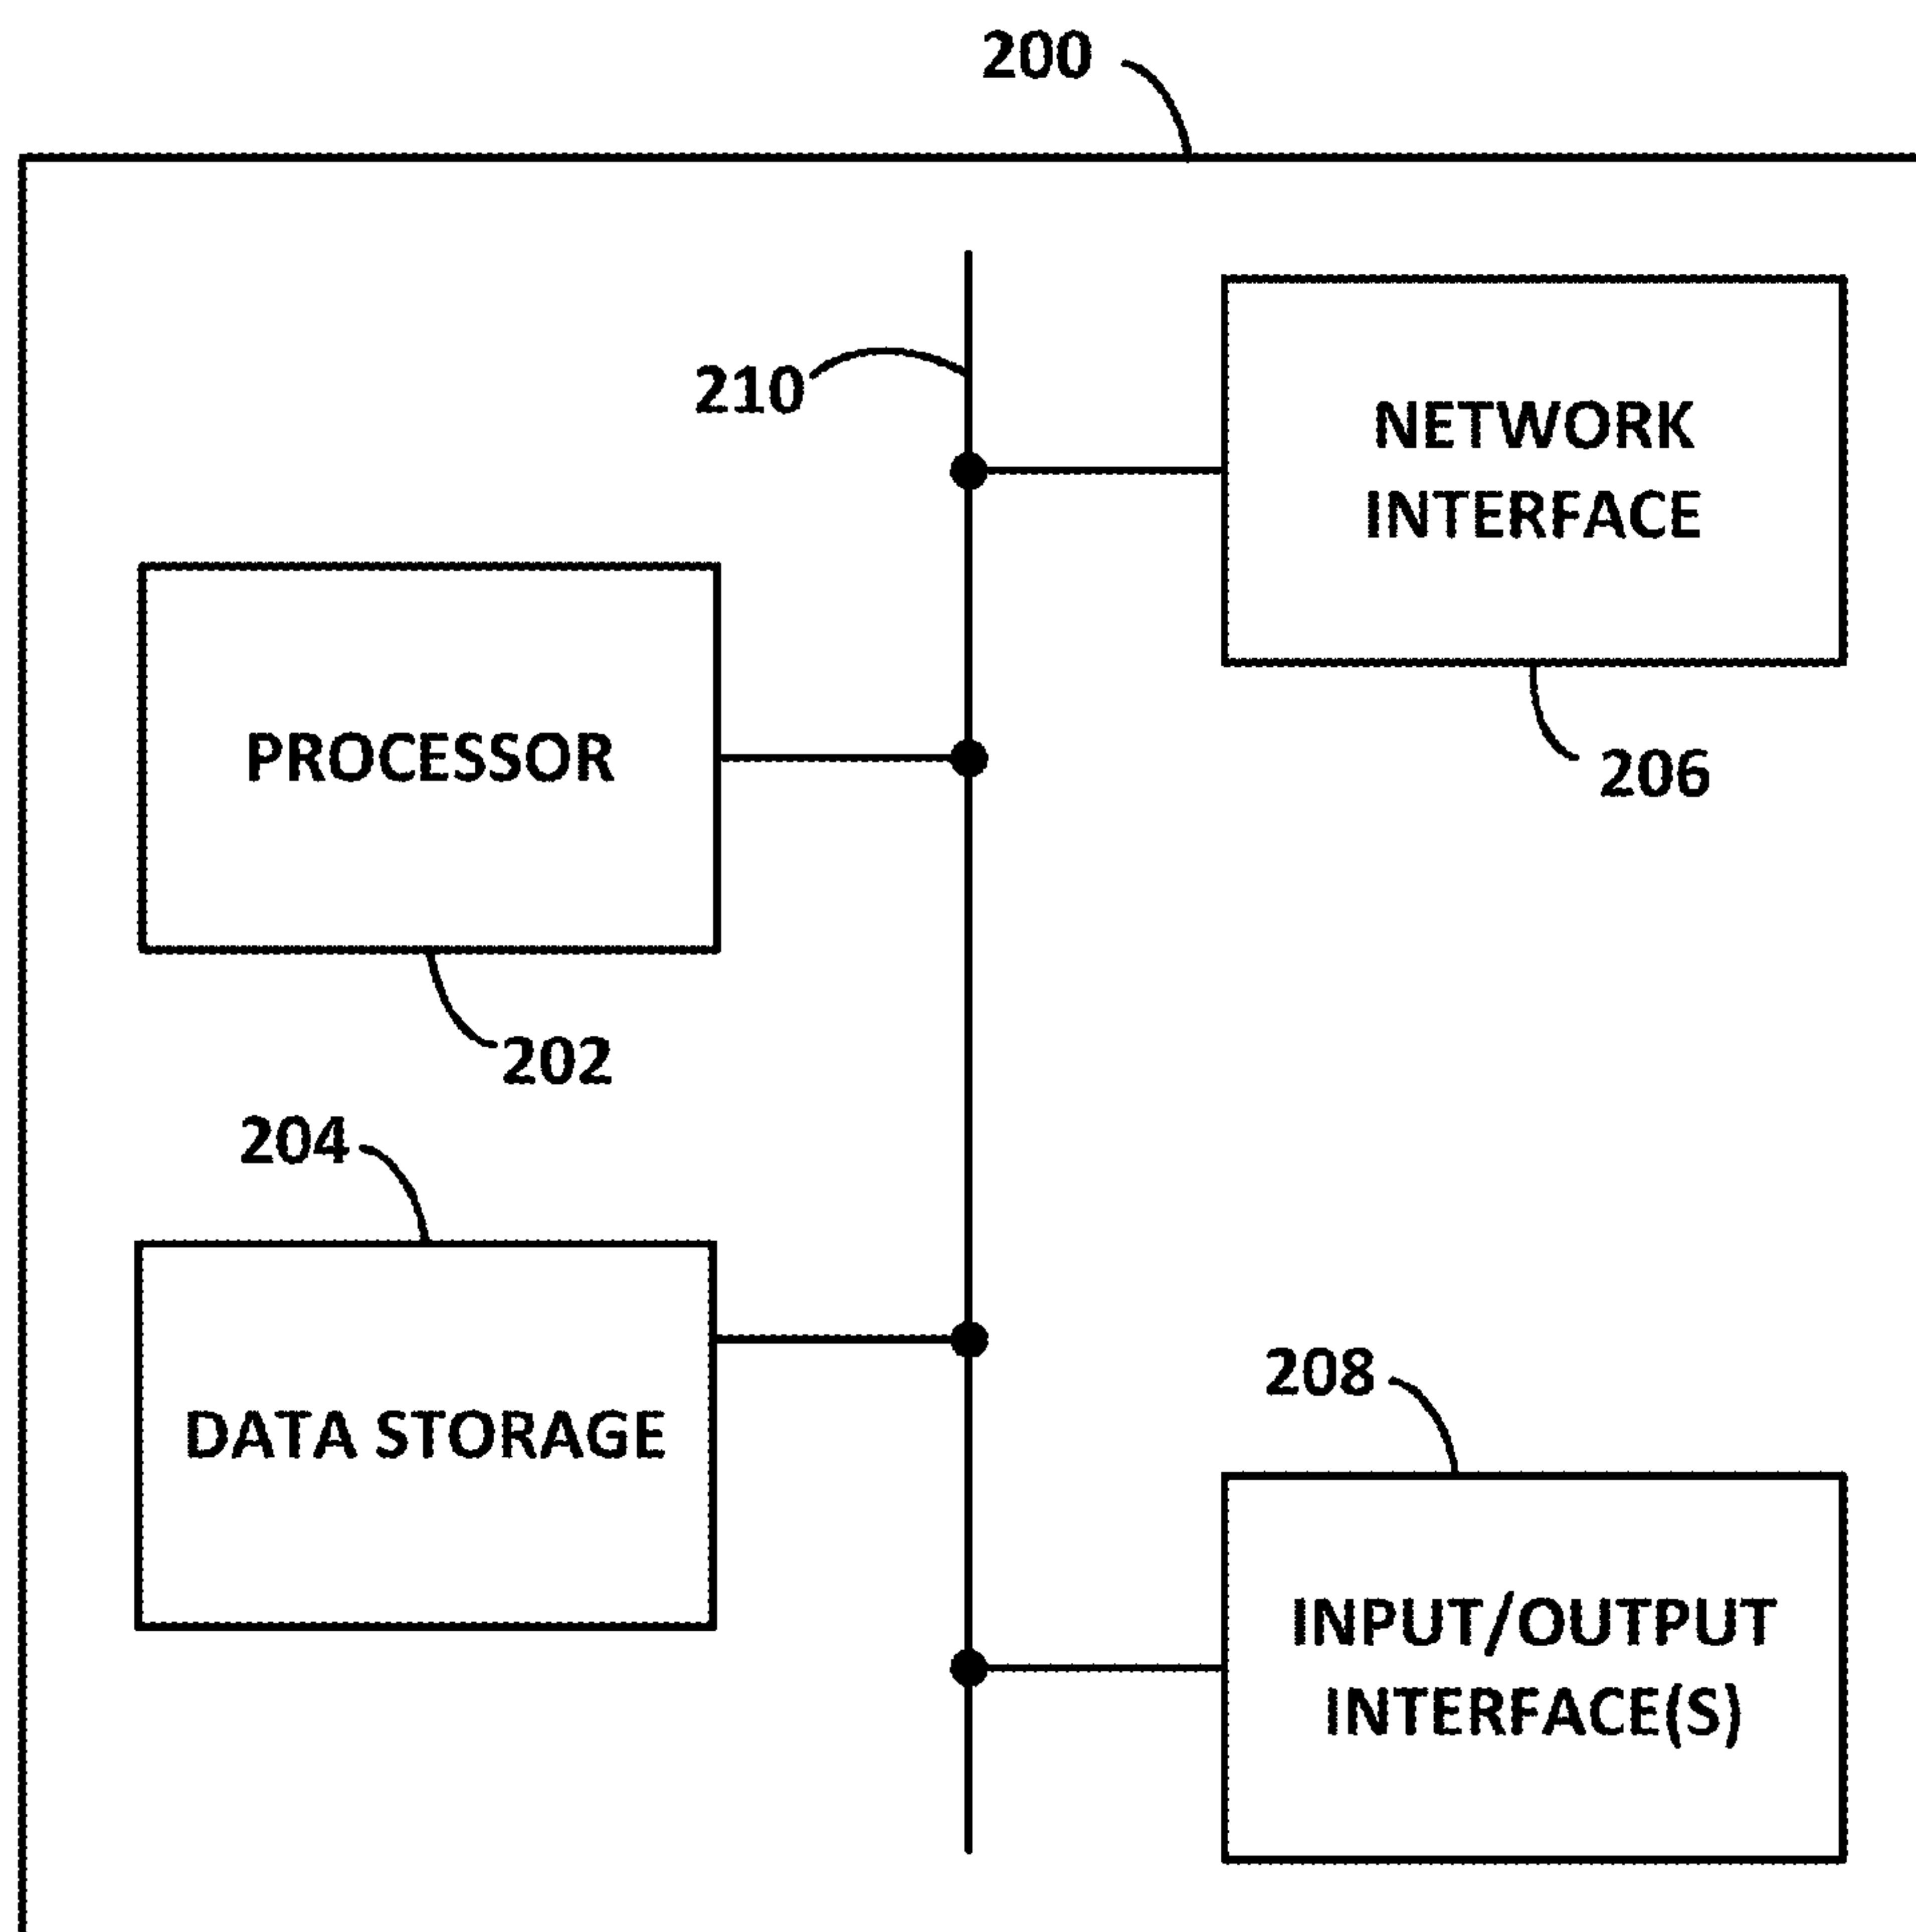 200
210
NETWORK
INTERFACE
PROCESSOR
206
202
204
208
DATA STORAGE
INPUT/OUTPUT
INTERFACE(S)